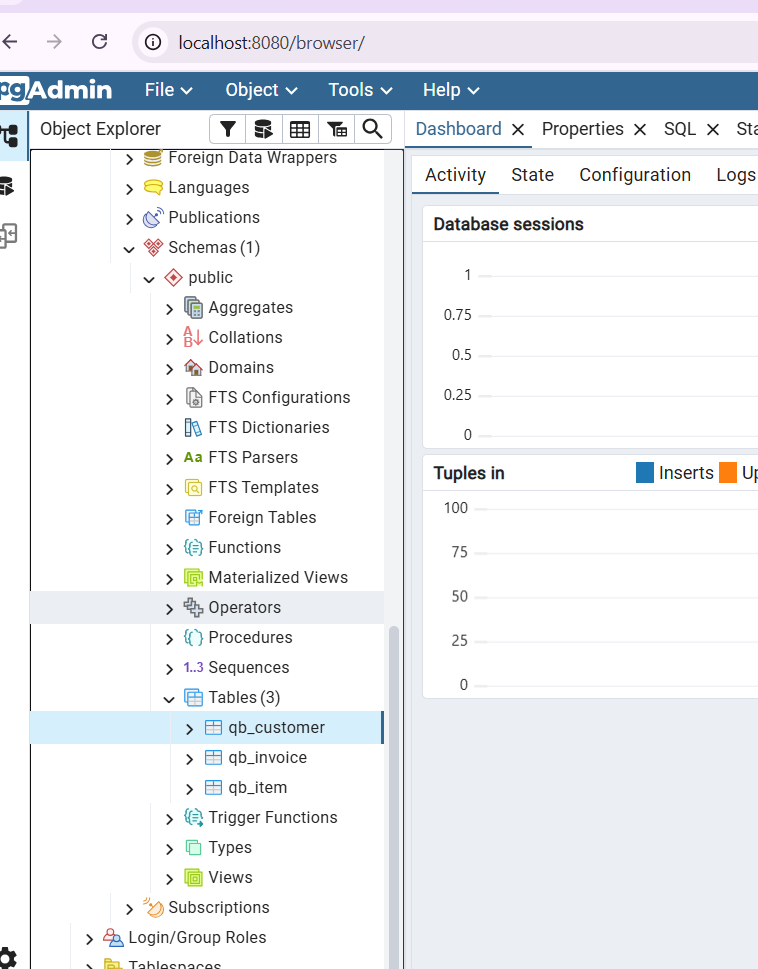 localhost:8080/browser/
pgAdmin File Object Tools Help
Object Explorer
Dashboard Properties SQL
Foreign Data Wrappers
Languages
Publications
Schemas (1)
public
Aggregates
Collations
Domains
FTS Configurations
FTS Dictionaries
Aa FTS Parsers
FTS Templates
Foreign Tables
Functions
Materialized Views
Operators
Procedures
1..3 Sequences
Tables (3)
qb_customer
qb_invoice
qb_item
Trigger Functions
Types
Views
Subscriptions
Login/Group Roles
Tablespaces
Activity State Configuration Logs
Database sessions
1
0.75
0.5
0.25
0
Tuples in Inserts Up
100
75
50
25
0